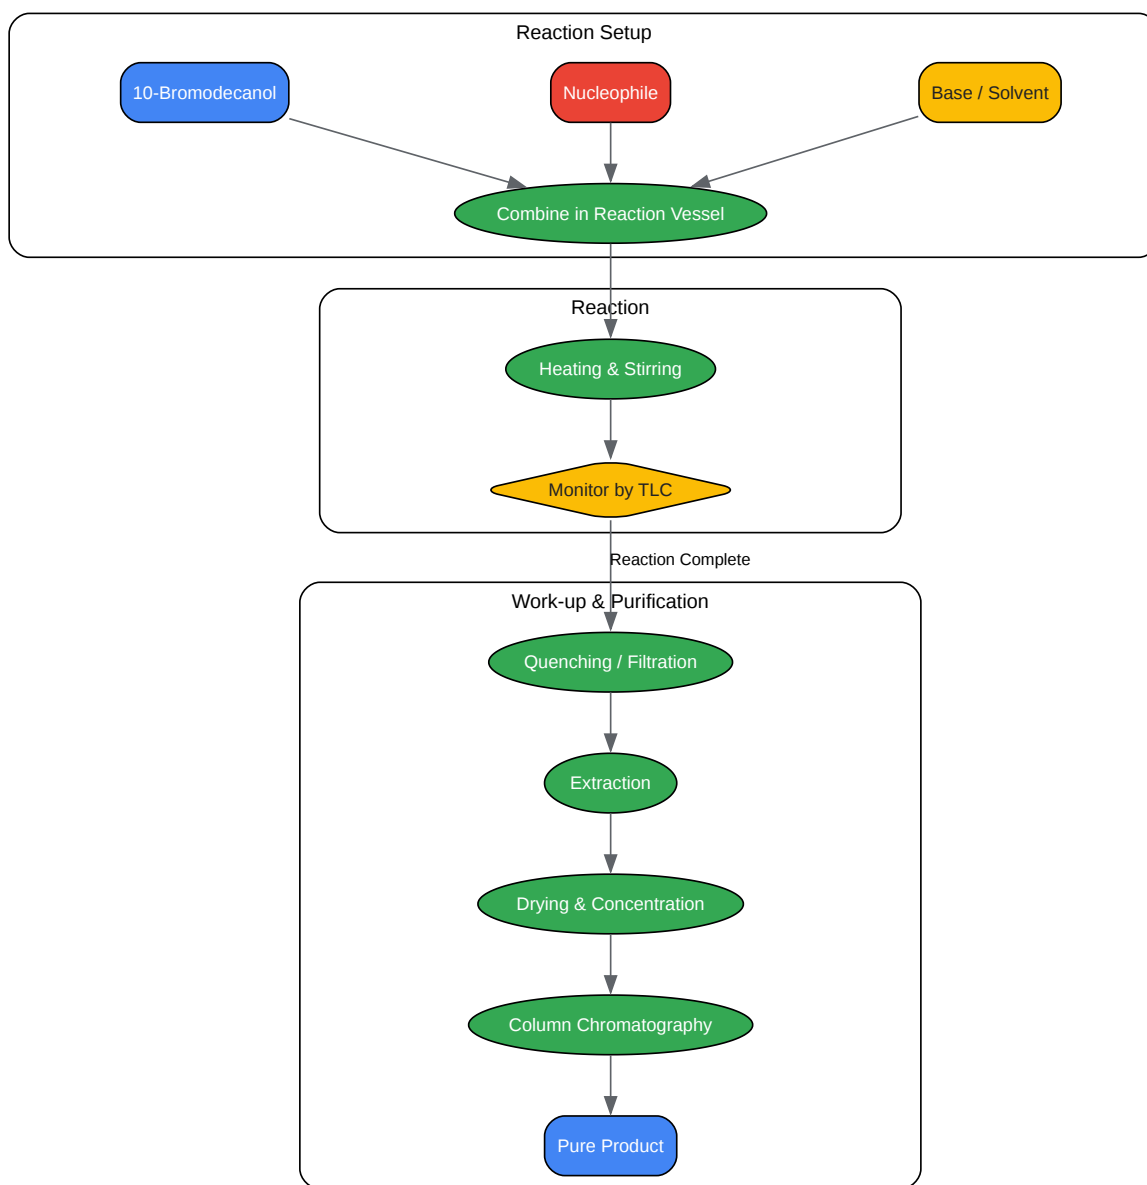 Reaction Setup
10-Bromodecanol
Nucleophile
Base / Solvent
Combine in Reaction Vessel
Reaction
Heating & Stirring
Monitor by TLC
Reaction Complete
Work-up & Purification
Quenching / Filtration
Extraction
Drying & Concentration
Column Chromatography
Pure Product